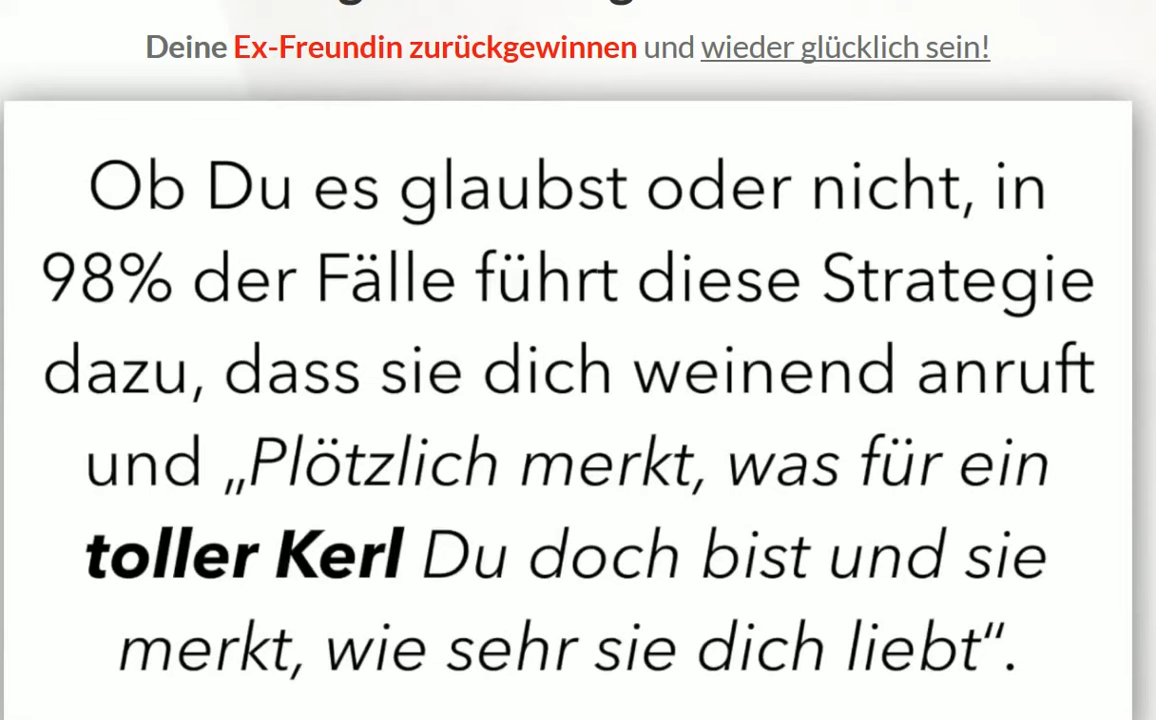 Deine Ex-Freundin zurückgewinnen und wieder glücklich sein!
Ob Du es glaubst oder nicht, in
98% der Fälle führt diese Strategie
dazu, dass sie dich weinend anruft
und „Plötzlich merkt, was für ein
toller Kerl Du doch bist und sie
merkt, wie sehr sie dich liebt“.